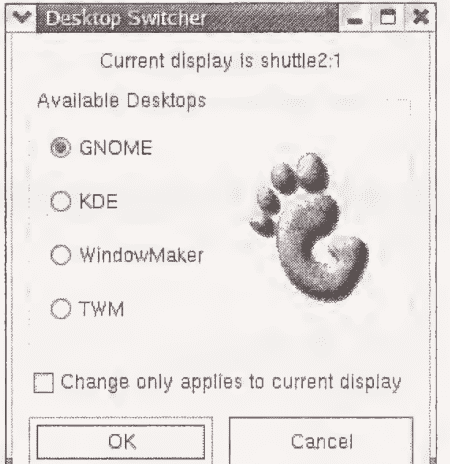 Desktop Switcher
Current display is shuttle2:1
Available Desktops
GNOME
KDE
WindowMaker
TWM
Change only applies to current display
OK
Cancel